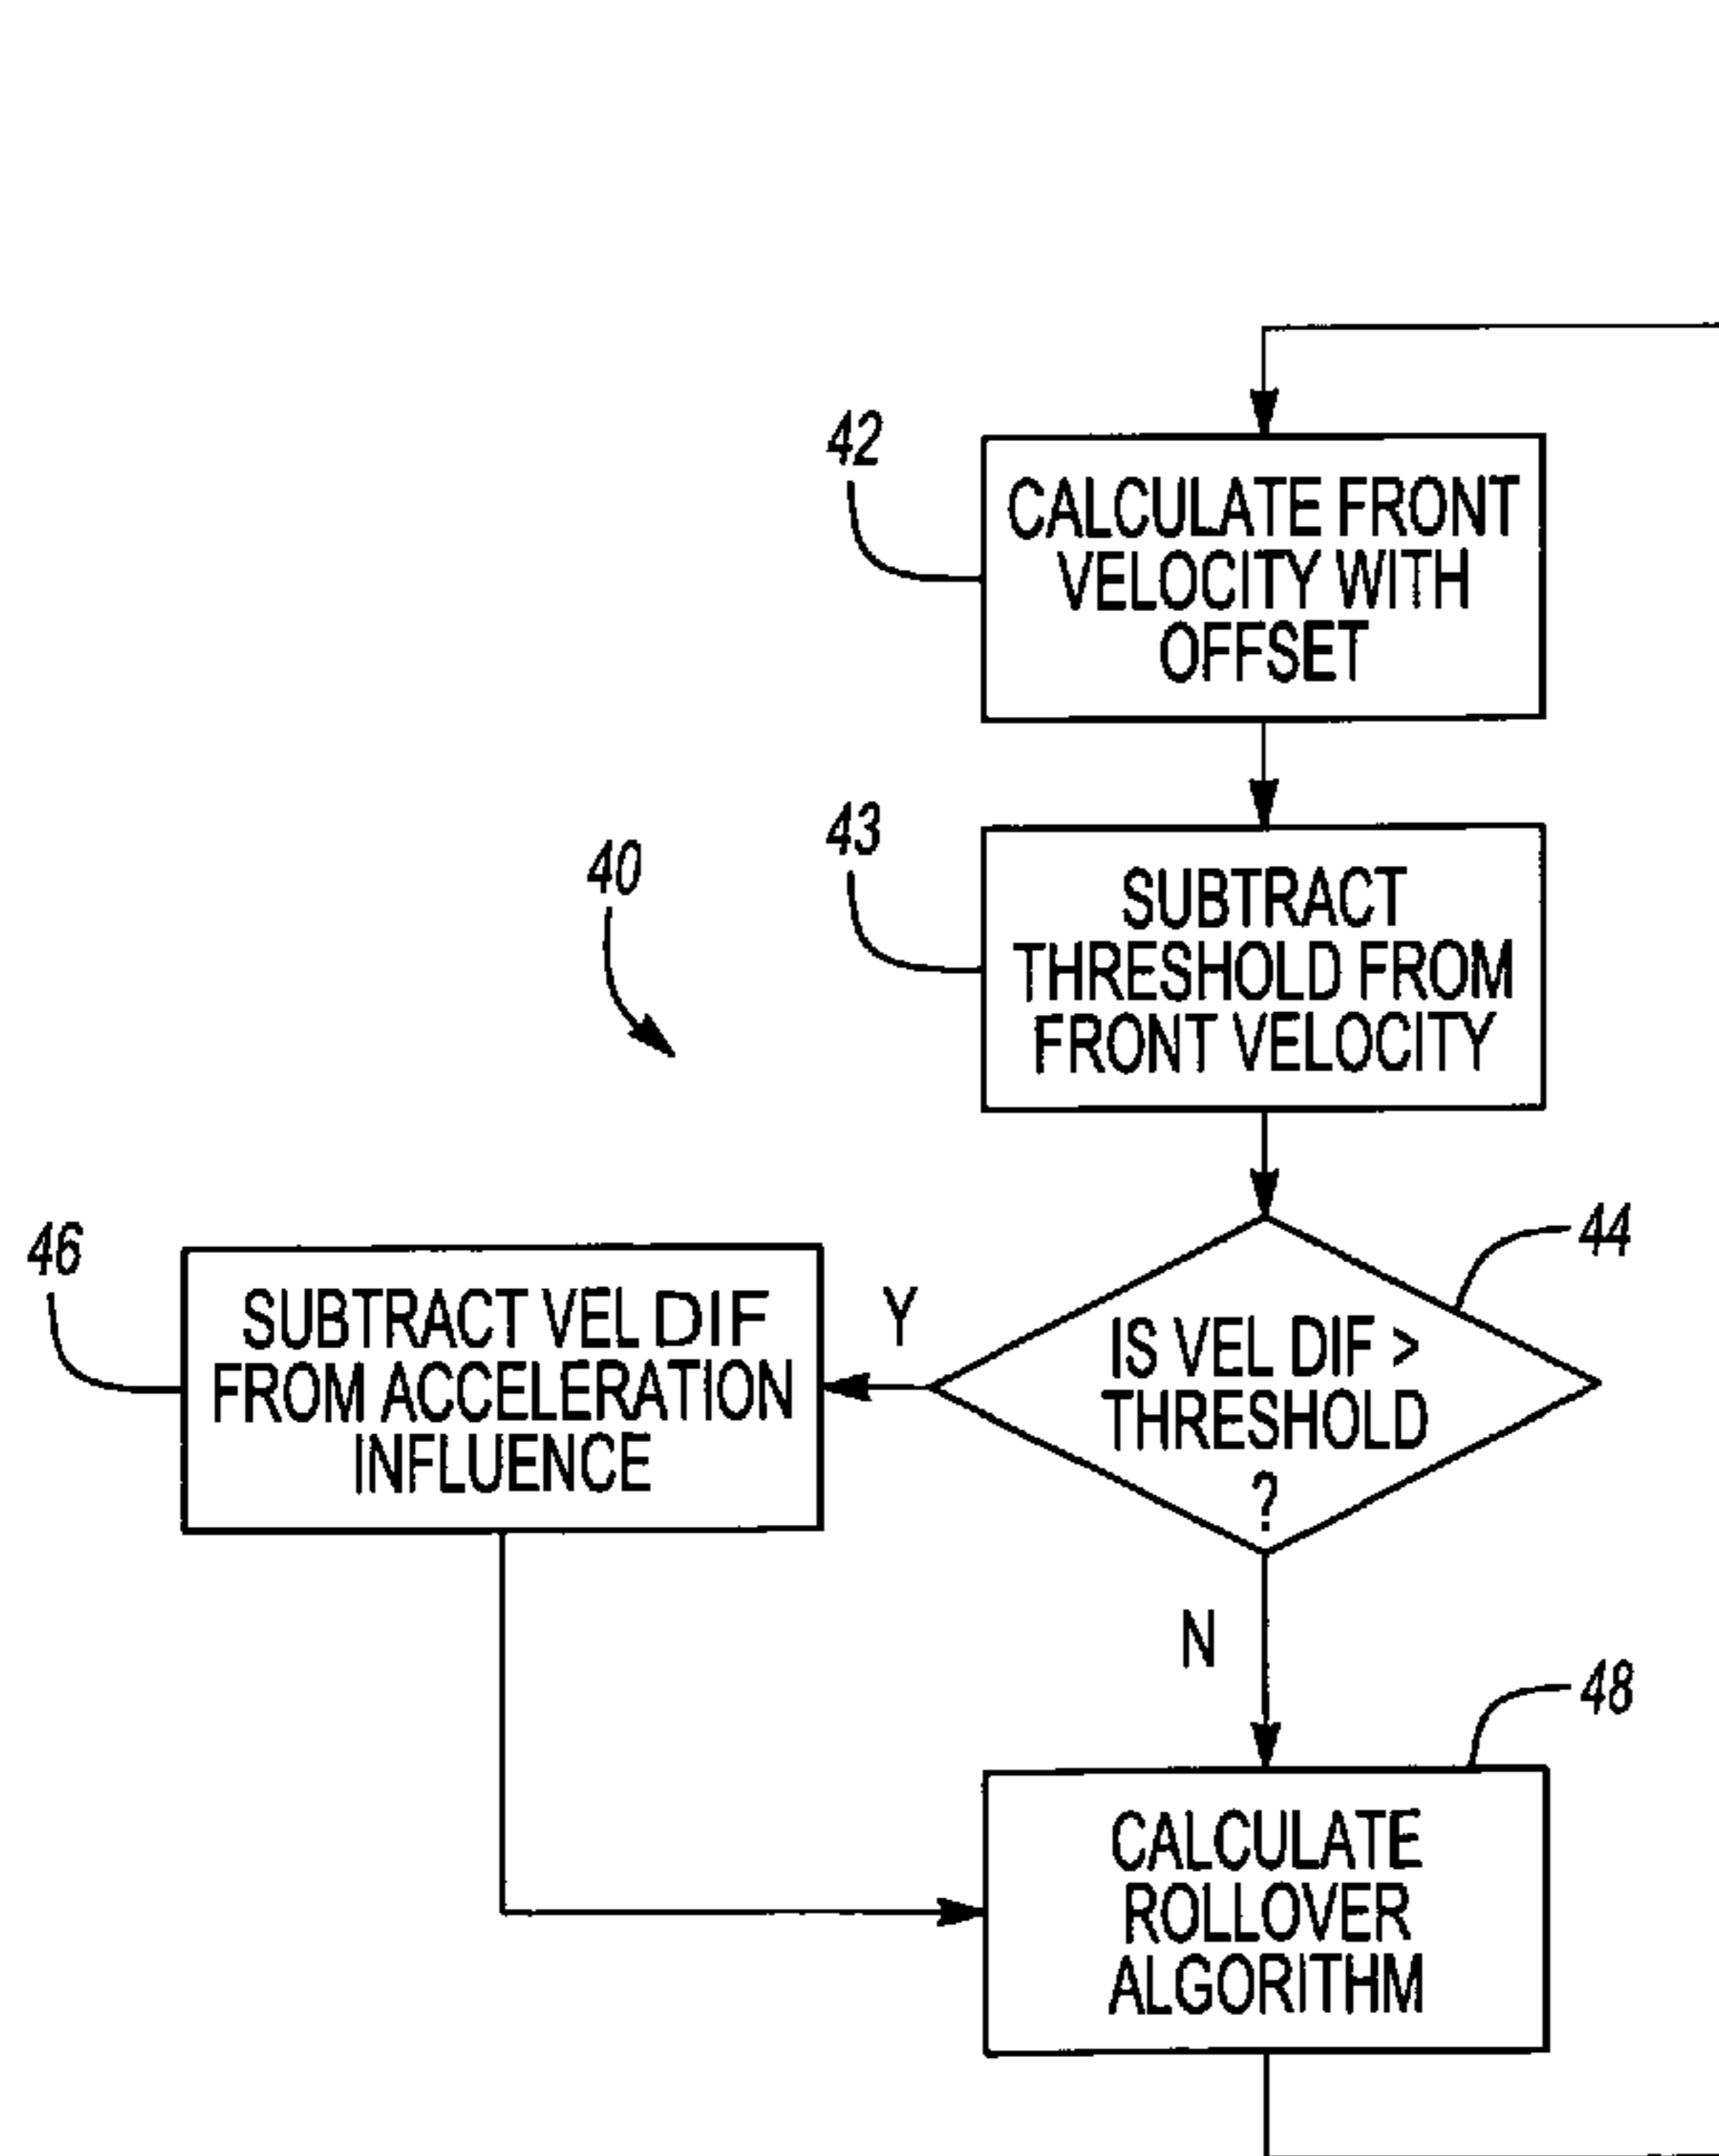 42
CALCULATE FRONT
VELOCITY WITH
OFFSET
43
SUBTRACT
THRESHOLD FROM
FRONT VELOCITY
40
44
IS VEL DIF >
THRESHOLD
?
Y
46
SUBTRACT VEL DIF
FROM ACCELERATION
INFLUENCE
N
48
CALCULATE
ROLLOVER
ALGORITHM